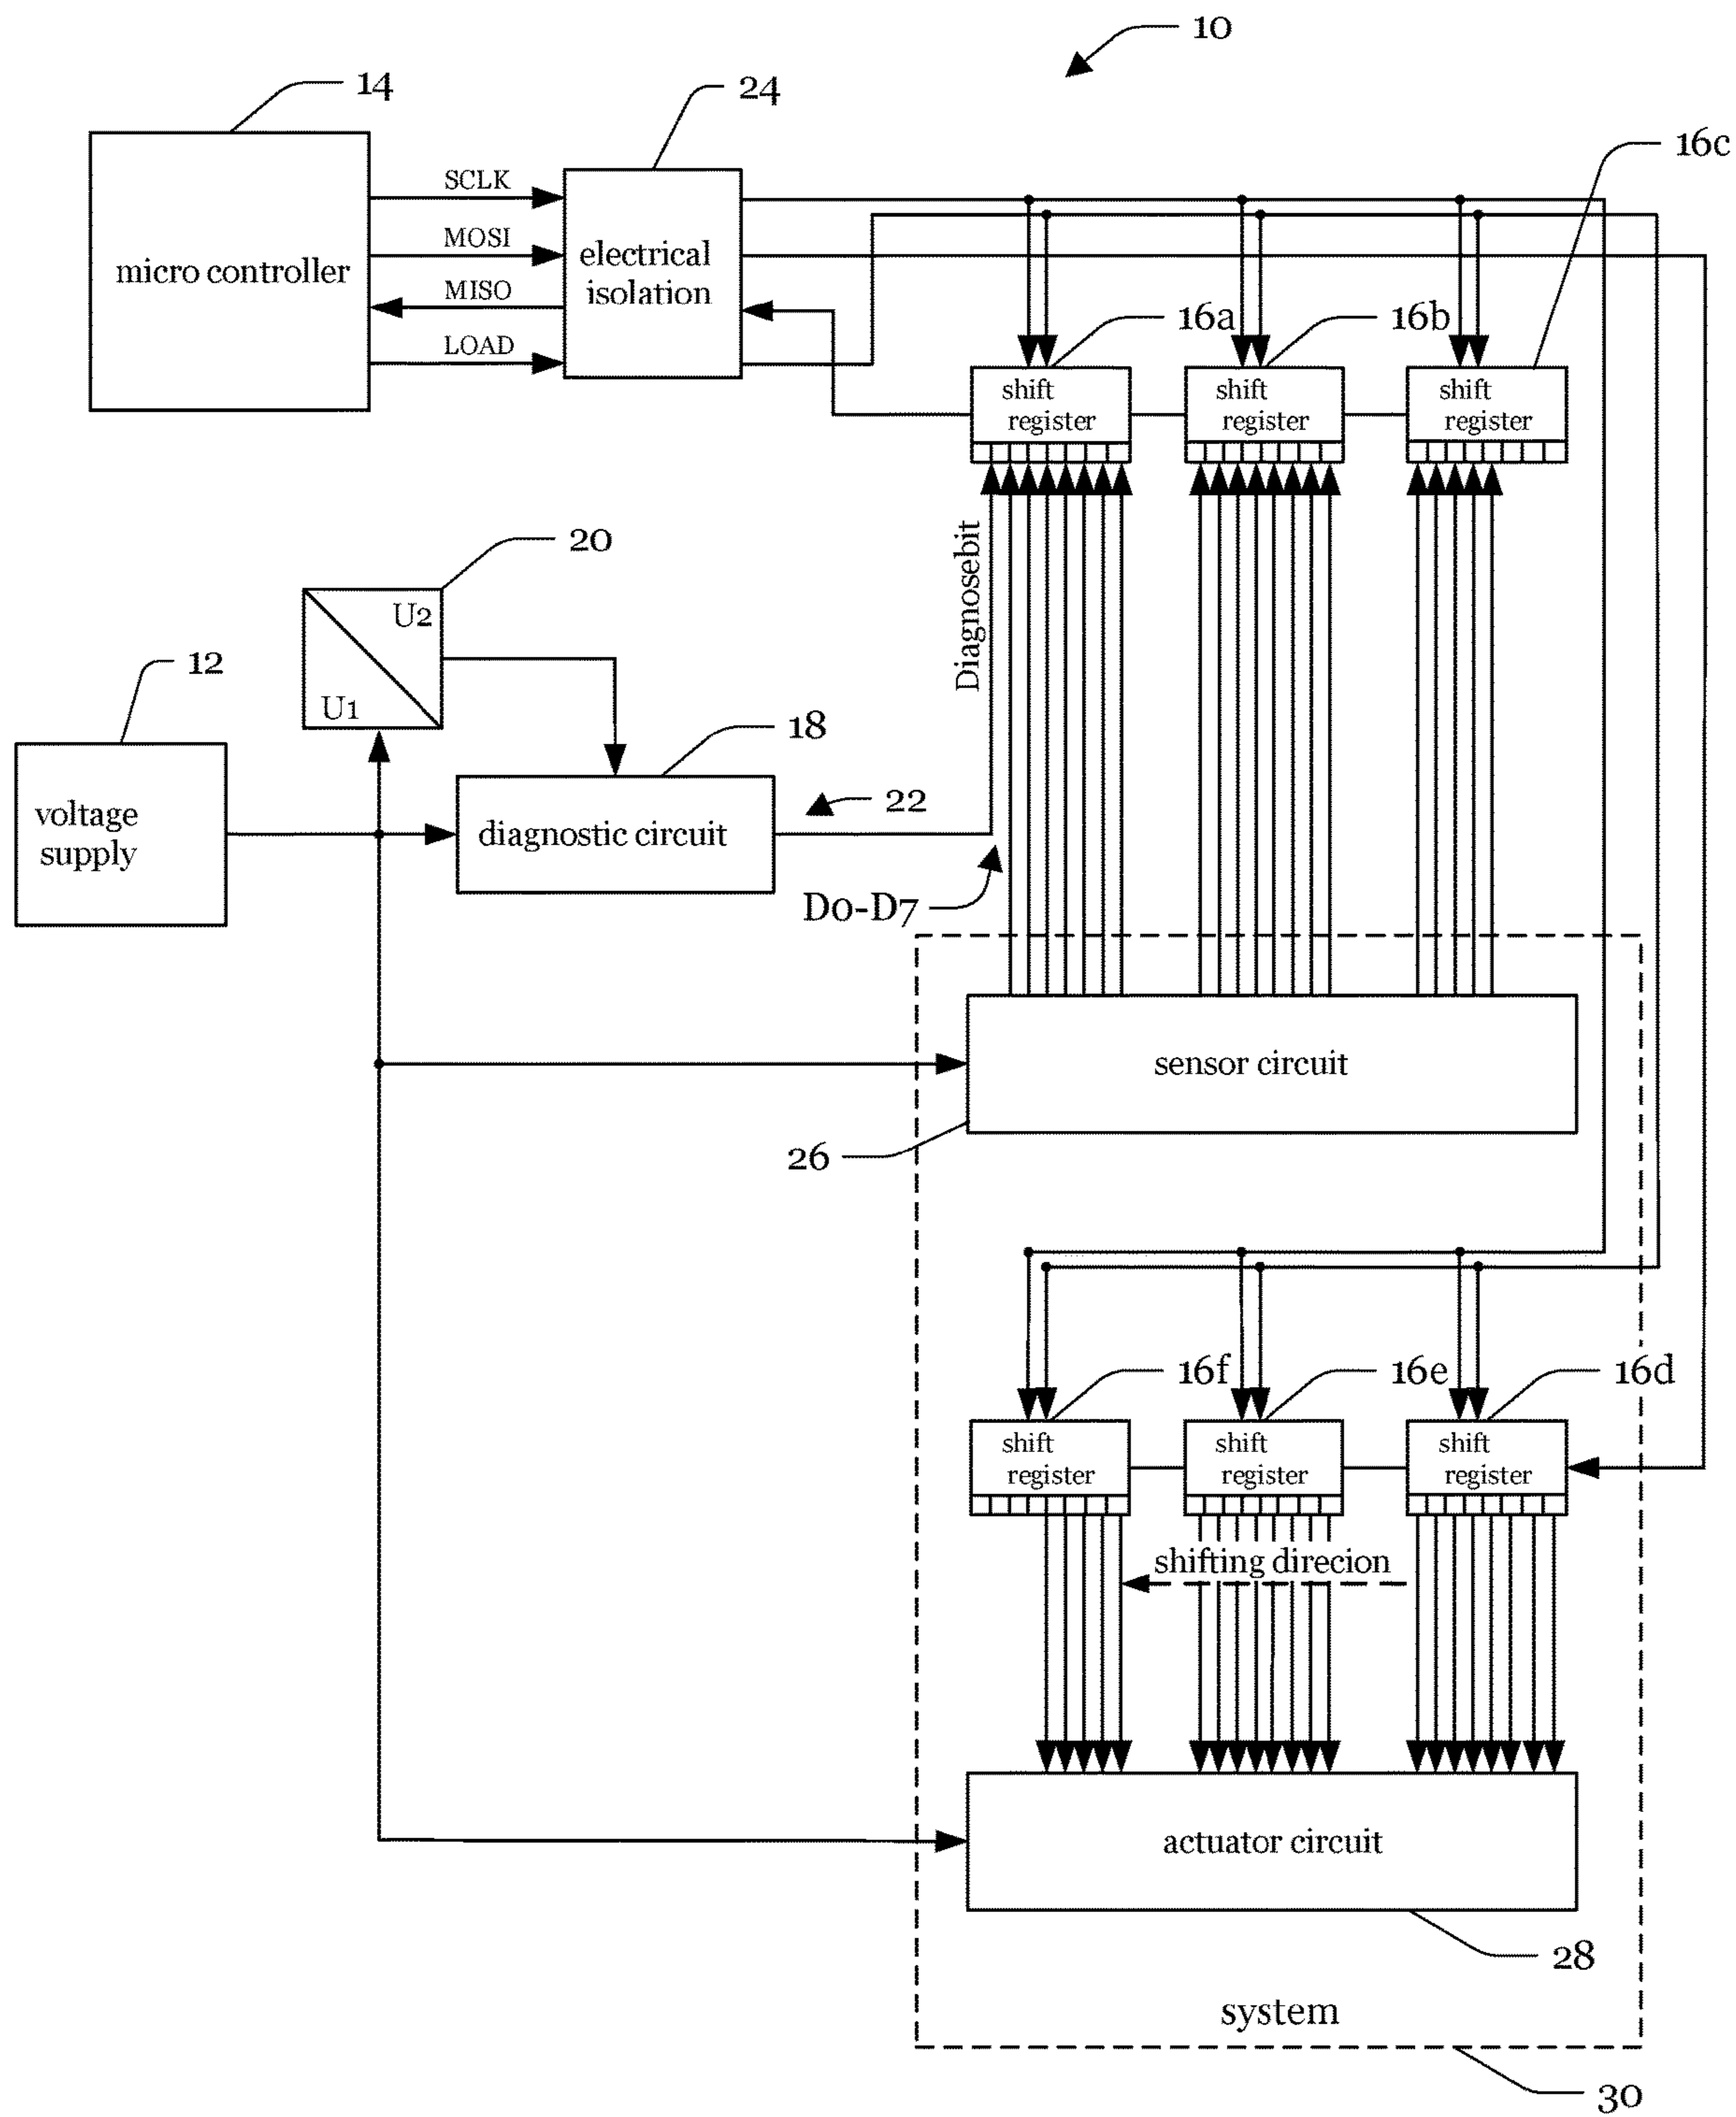 10
14
24
16c
SCLK
MOSI
MISO
LOAD
micro controller
electrical
isolation
16a
16b
shift
register
shift
register
shift
register
Diagnosebit
20
U2
U1
12
18
22
voltage
supply
diagnostic circuit
D0-D7
sensor circuit
26
16f
16e
16d
shift
register
shift
register
shift
register
shifting direcion
actuator circuit
28
system
30